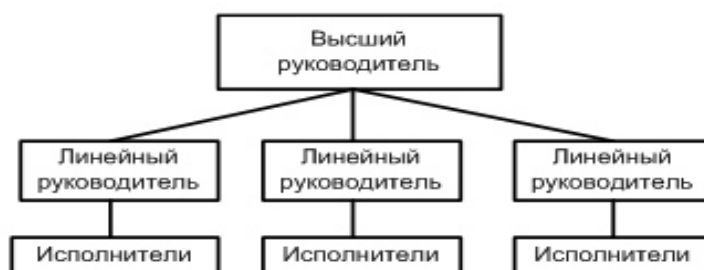 Высший
руководитель
Линейный
руководитель
Линейный
руководитель
Линейный
руководитель
Исполнители
Исполнители
Исполнители